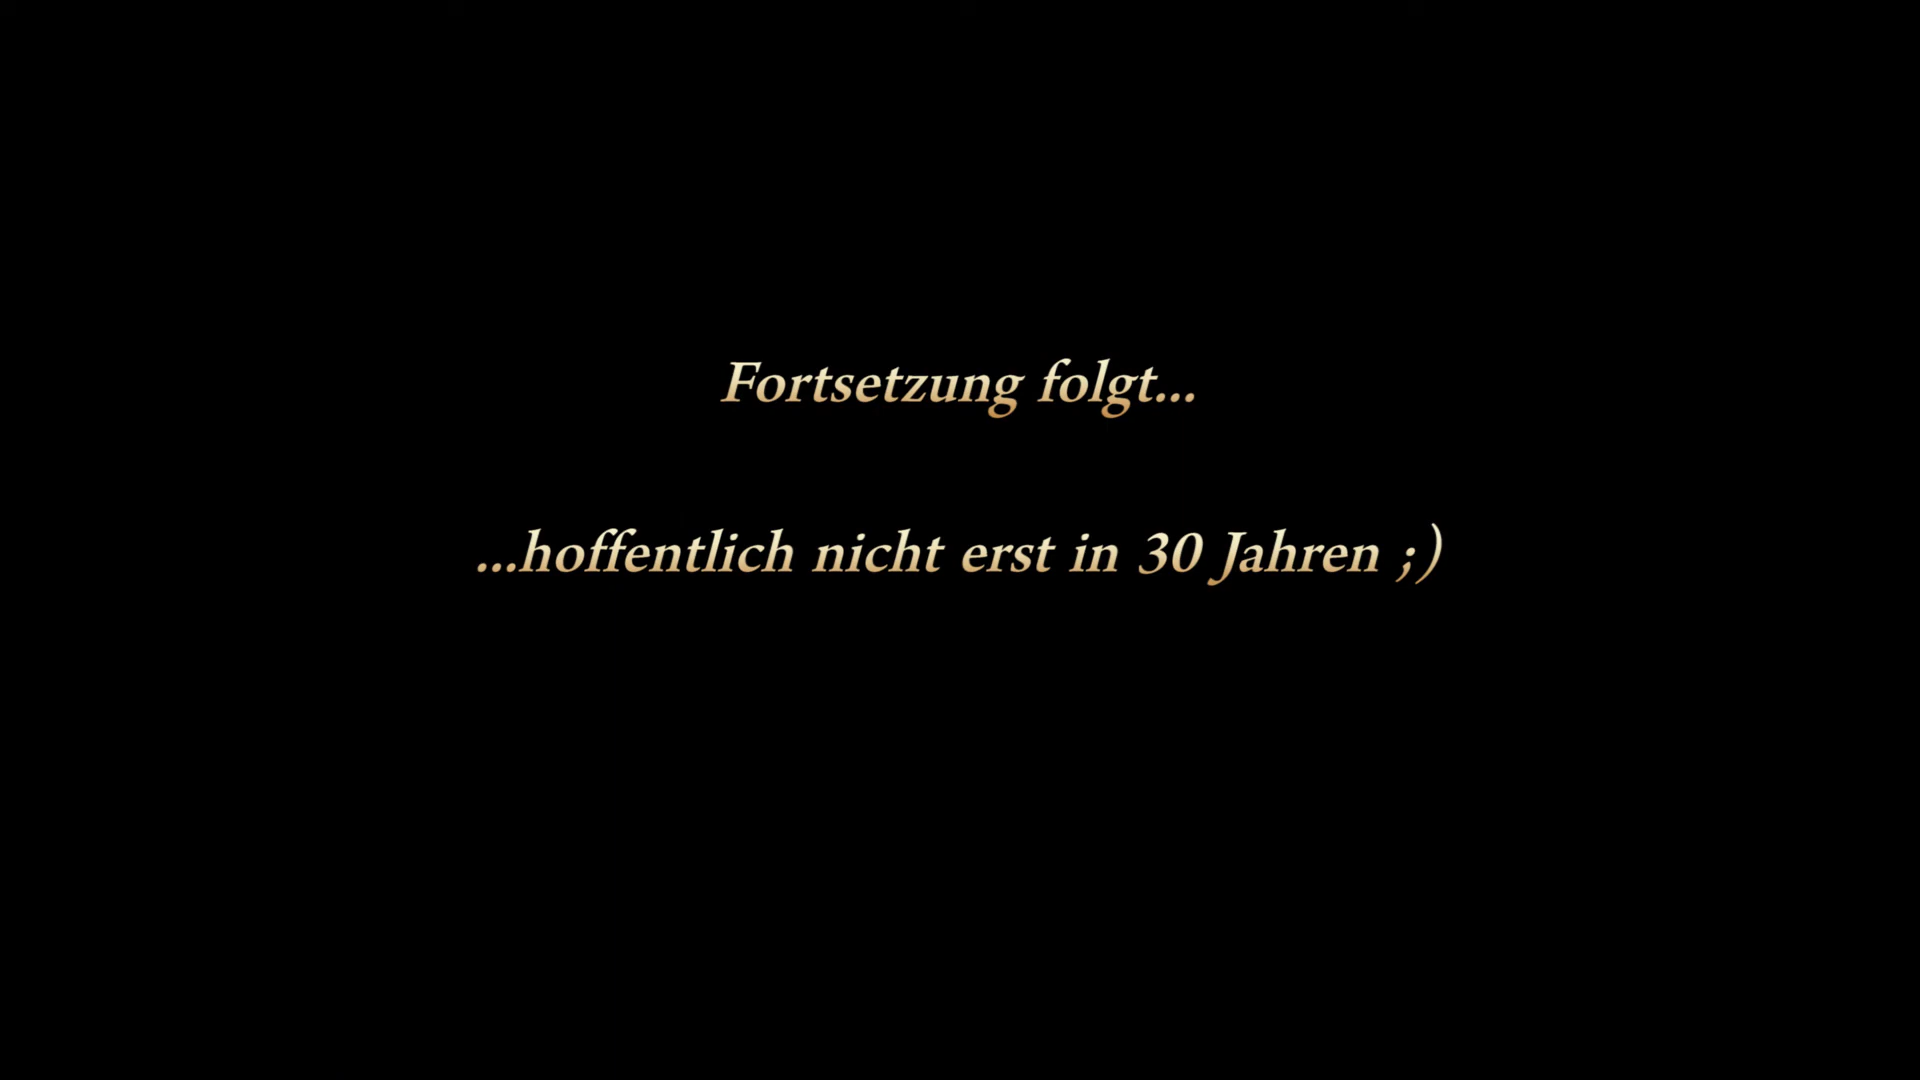 Fortsetzung folgt...
...hoffentlich nicht erst in 30 Jahren ;)